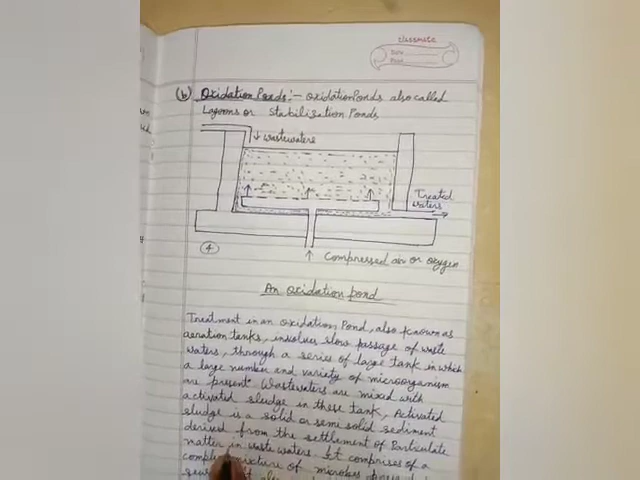 classmate
Date
Page
(b) Oxidation Ponds:- Oxidation Ponds also called
Lagoons or Stabilisation Ponds
↓ wastewaters
Treated
waters
④
↑ Compressed air or oxygen
An oxidation pond
Treatment in an oxidation Pond, also known as
aeration tanks, involves slow passage of waste
waters, through a series of large tank in which
a large number and variety of microorganism
are present. Wastewaters are mixed with
activated sludge in these tank, Activated
sludge is a solid or semi solid sediment
derived from the settlement of Particulate
matter in waste waters. It comprises of a
mixture of microbes